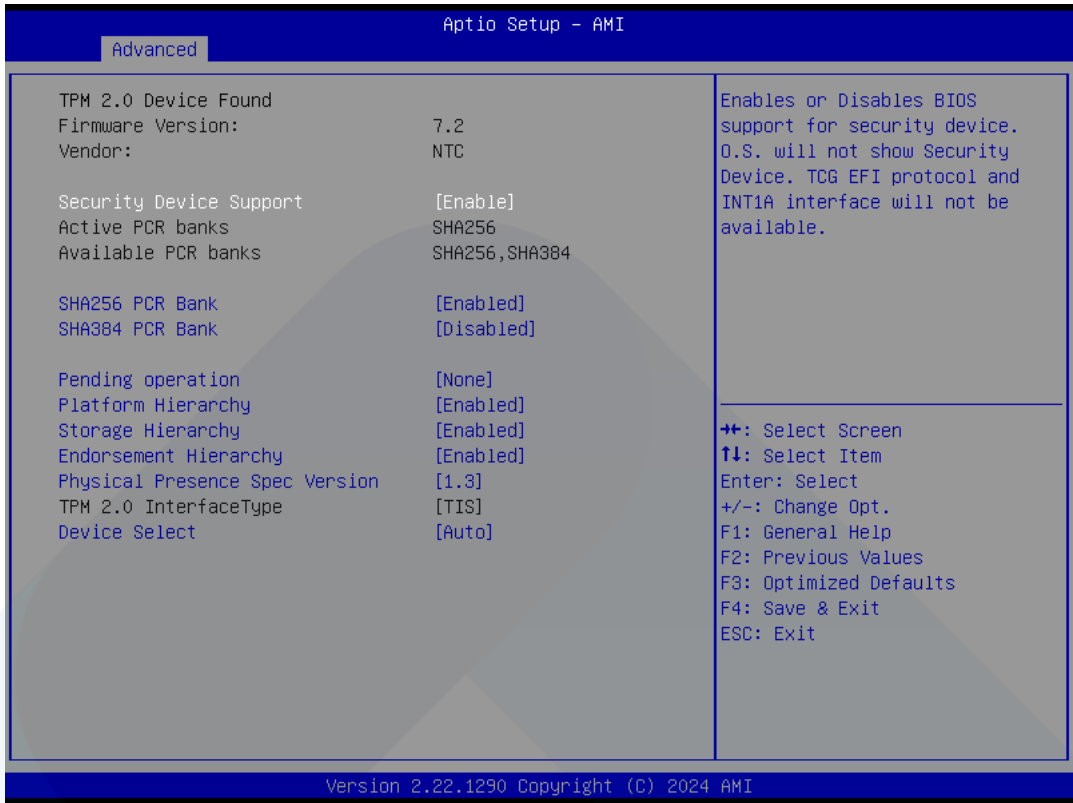 Aptio Setup – AMI
Advanced
TPM 2.0 Device Found
Firmware Version: 7.2
Vendor: NTC
Security Device Support [Enable]
Active PCR banks SHA256
Available PCR banks SHA256,SHA384
SHA256 PCR Bank [Enabled]
SHA384 PCR Bank [Disabled]
Pending operation [None]
Platform Hierarchy [Enabled]
Storage Hierarchy [Enabled]
Endorsement Hierarchy [Enabled]
Physical Presence Spec Version [1.3]
TPM 2.0 InterfaceType [TIS]
Device Select [Auto]
Enables or Disables BIOS
support for security device.
O.S. will not show Security
Device. TCG EFI protocol and
INT1A interface will not be
available.
→←: Select Screen
↑↓: Select Item
Enter: Select
+/-: Change Opt.
F1: General Help
F2: Previous Values
F3: Optimized Defaults
F4: Save & Exit
ESC: Exit
Version 2.22.1290 Copyright (C) 2024 AMI